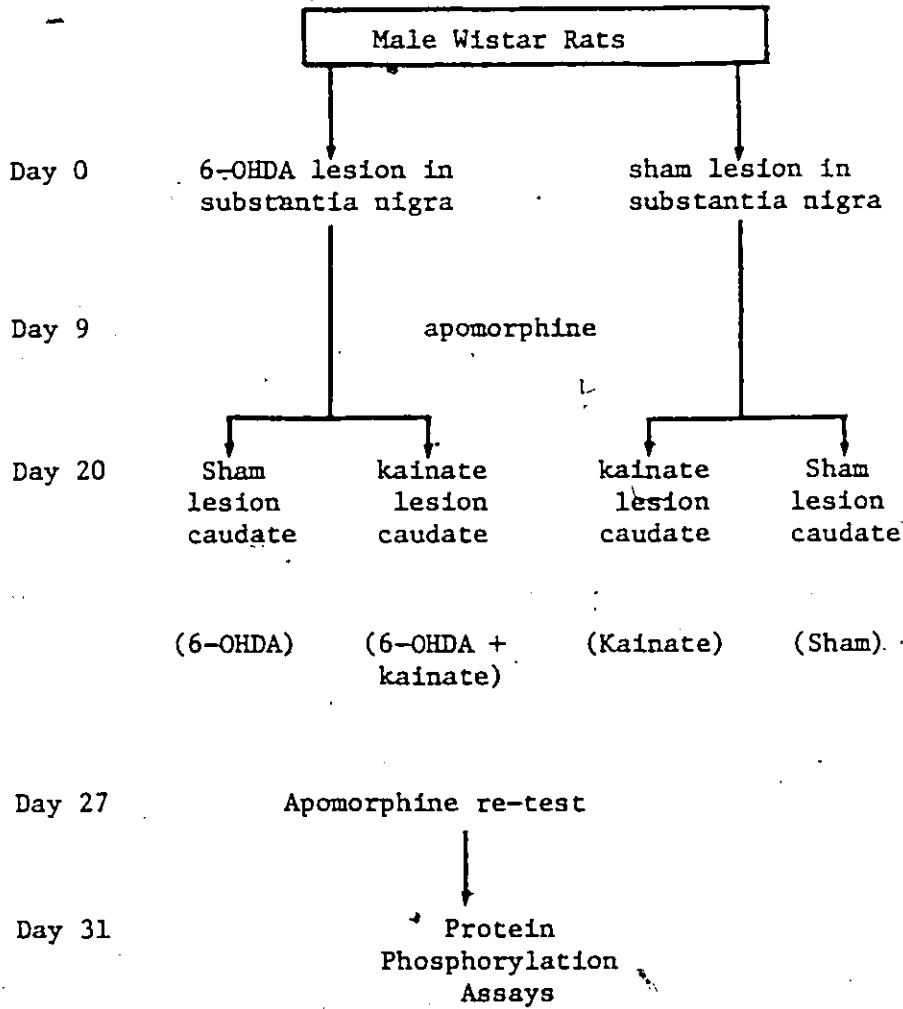 Male Wistar Rats
Day 0 6-OHDA lesion in sham lesion in
substantia nigra substantia nigra
Day 9 apomorphine
Day 20 Sham kainate kainate Sham
lesion lesion lesion lesion
caudate caudate caudate caudate
(6-OHDA) (6-OHDA + (Kainate) (Sham)
kainate)
Day 27 Apomorphine re-test
Day 31 Protein
Phosphorylation
Assays